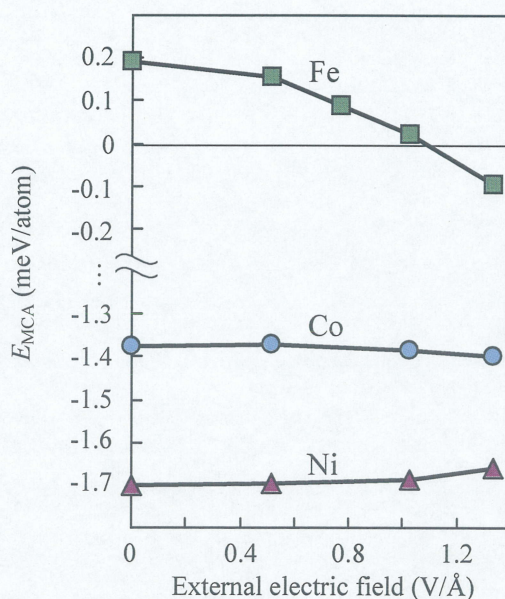 0.2
Fe
0.1
0
-0.1
-0.2
⋮
-1.3
Co
-1.4
-1.5
-1.6
Ni
-1.7
E_MCA (meV/atom)
0 0.4 0.8 1.2
External electric field (V/Å)